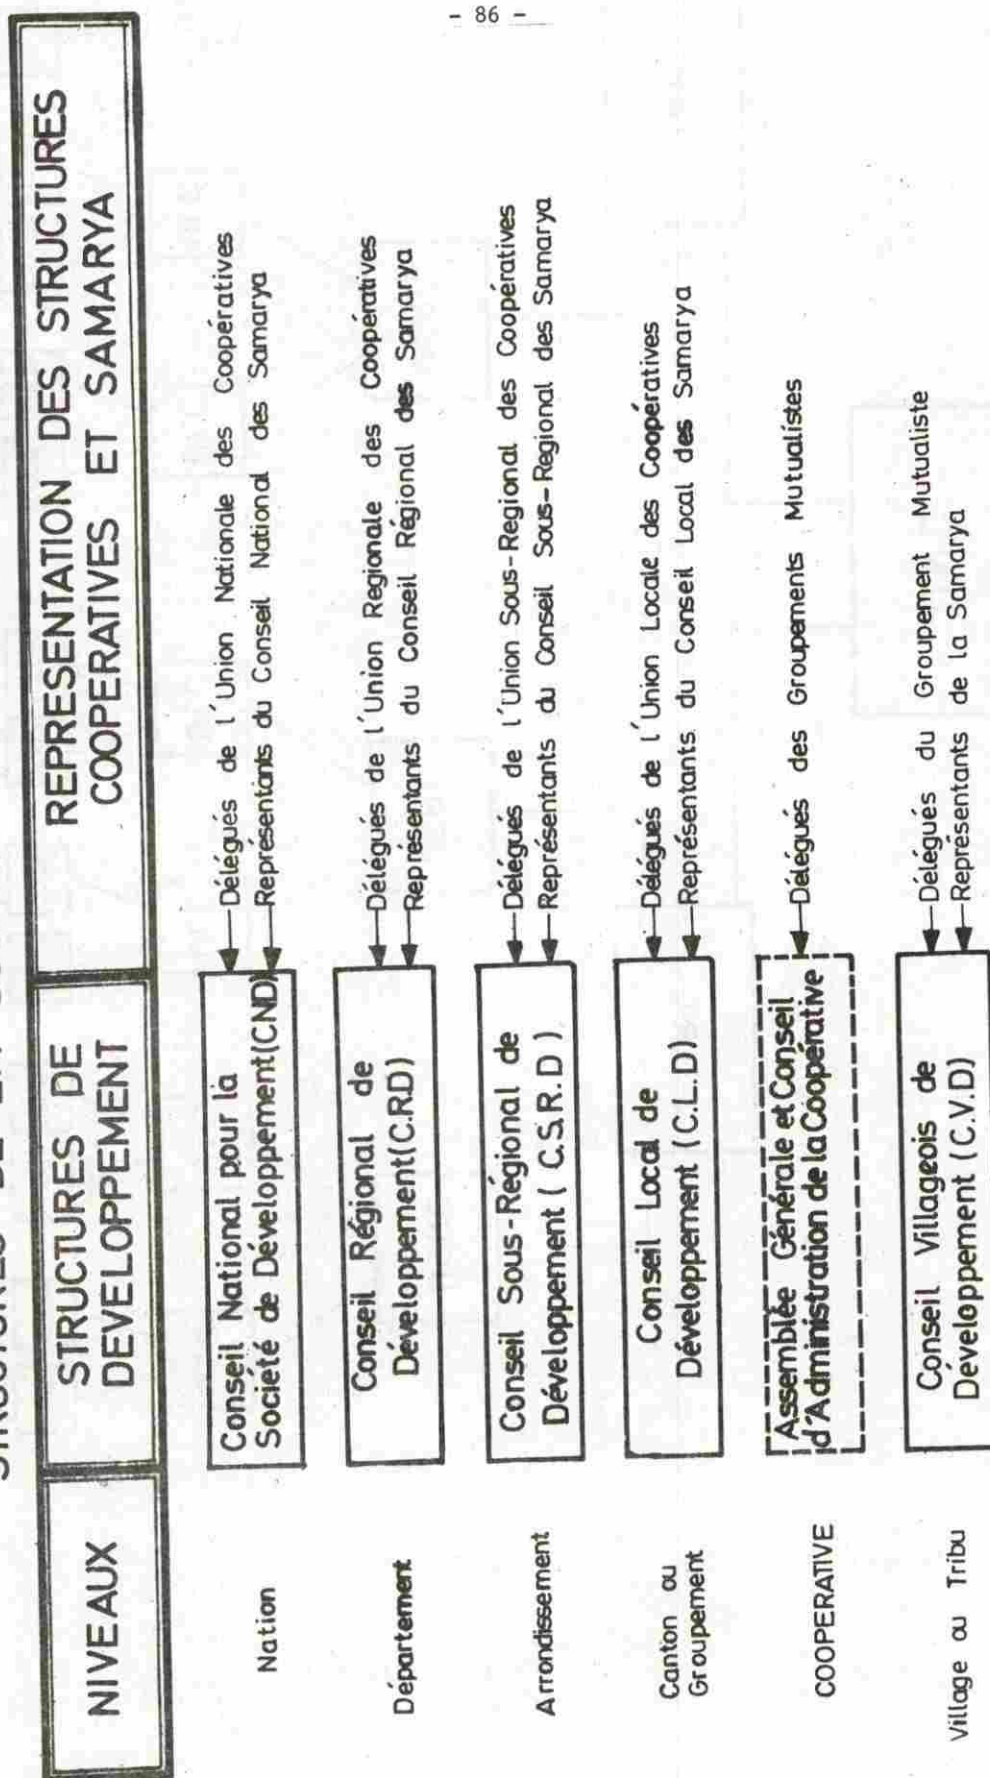 - 86 -
NIVEAUX
STRUCTURES DE
DEVELOPPEMENT
REPRESENTATION DES STRUCTURES
COOPERATIVES ET SAMARYA
Nation
Conseil National pour la
Société de Développement(CND)
Délégués de l'Union Nationale des Coopératives
Représentants du Conseil National des Samarya
Département
Conseil Régional de
Développement(C.R.D)
Délégués de l'Union Regionale des Coopératives
Représentants du Conseil Régional des Samarya
Arrondissement
Conseil Sous-Régional de
Développement ( C.S.R.D )
Délégués de l'Union Sous-Regional des Coopératives
Représentants du Conseil Sous-Regional des Samarya
Canton ou
Groupement
Conseil Local de
Développement (C.L.D)
Délégués de l'Union Locale des Coopératives
Représentants du Conseil Local des Samarya
COOPERATIVE
Assemblée Générale et Conseil
d'Administration de la Coopérative
Délégués des Groupements Mutualistes
Village ou Tribu
Conseil Villageois de
Développement (C.V.D)
Délégués du Groupement Mutualiste
Représentants de la Samarya